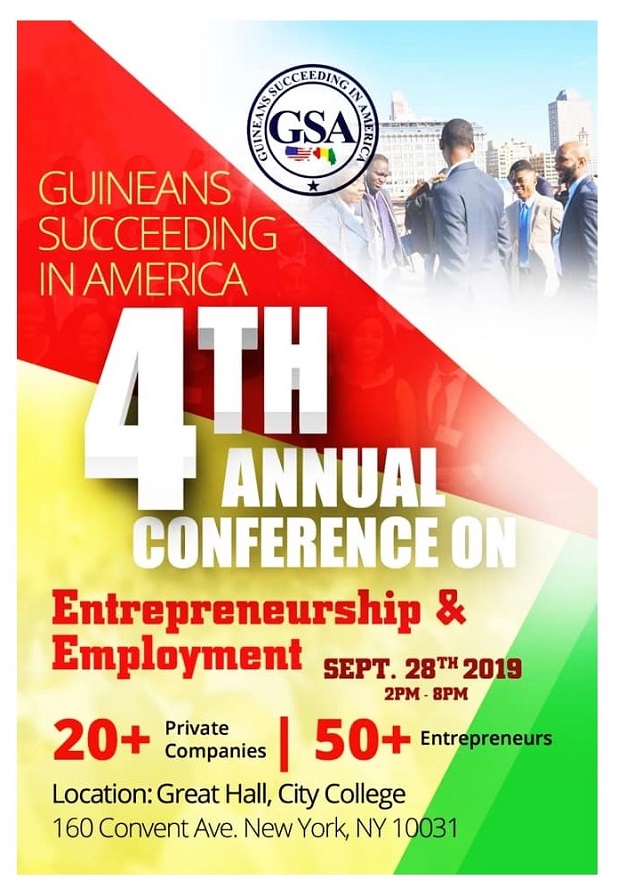 GUINEANS SUCCEEDING IN AMERICA
GSA
GUINEANS
SUCCEEDING
IN AMERICA
4TH
ANNUAL
CONFERENCE ON
Entrepreneurship &
Employment
SEPT. 28TH 2019
2PM - 8PM
20+ Private Companies | 50+ Entrepreneurs
Location: Great Hall, City College
160 Convent Ave. New York, NY 10031